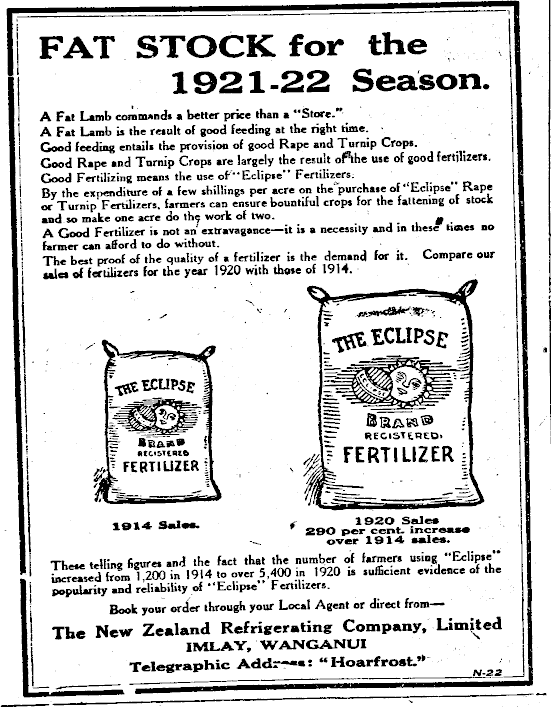 FAT STOCK for the
1921-22 Season.
A Fat Lamb commands a better price than a "Store."
A Fat Lamb is the result of good feeding at the right time.
Good feeding entails the provision of good Rape and Turnip Crops.
Good Rape and Turnip Crops are largely the result of the use of good fertilizers.
Good Fertilizing means the use of "Eclipse" Fertilizers.
By the expenditure of a few shillings per acre on the purchase of "Eclipse" Rape
or Turnip Fertilizers, farmers can ensure bountiful crops for the fattening of stock
and so make one acre do the work of two.
A Good Fertilizer is not an extravagance—it is a necessity and in these times no
farmer can afford to do without.
The best proof of the quality of a fertilizer is the demand for it. Compare our
sales of fertilizers for the year 1920 with those of 1914.
THE ECLIPSE
BRAND
REGISTERED
FERTILIZER
1914 Sales.
THE ECLIPSE
BRAND
REGISTERED.
FERTILIZER
1920 Sales
290 per cent. increase
over 1914 sales.
These telling figures and the fact that the number of farmers using "Eclipse"
increased from 1,200 in 1914 to over 5,400 in 1920 is sufficient evidence of the
popularity and reliability of "Eclipse" Fertilizers.
Book your order through your Local Agent or direct from—
The New Zealand Refrigerating Company, Limited
IMLAY, WANGANUI
Telegraphic Address: "Hoarfrost."
N-22